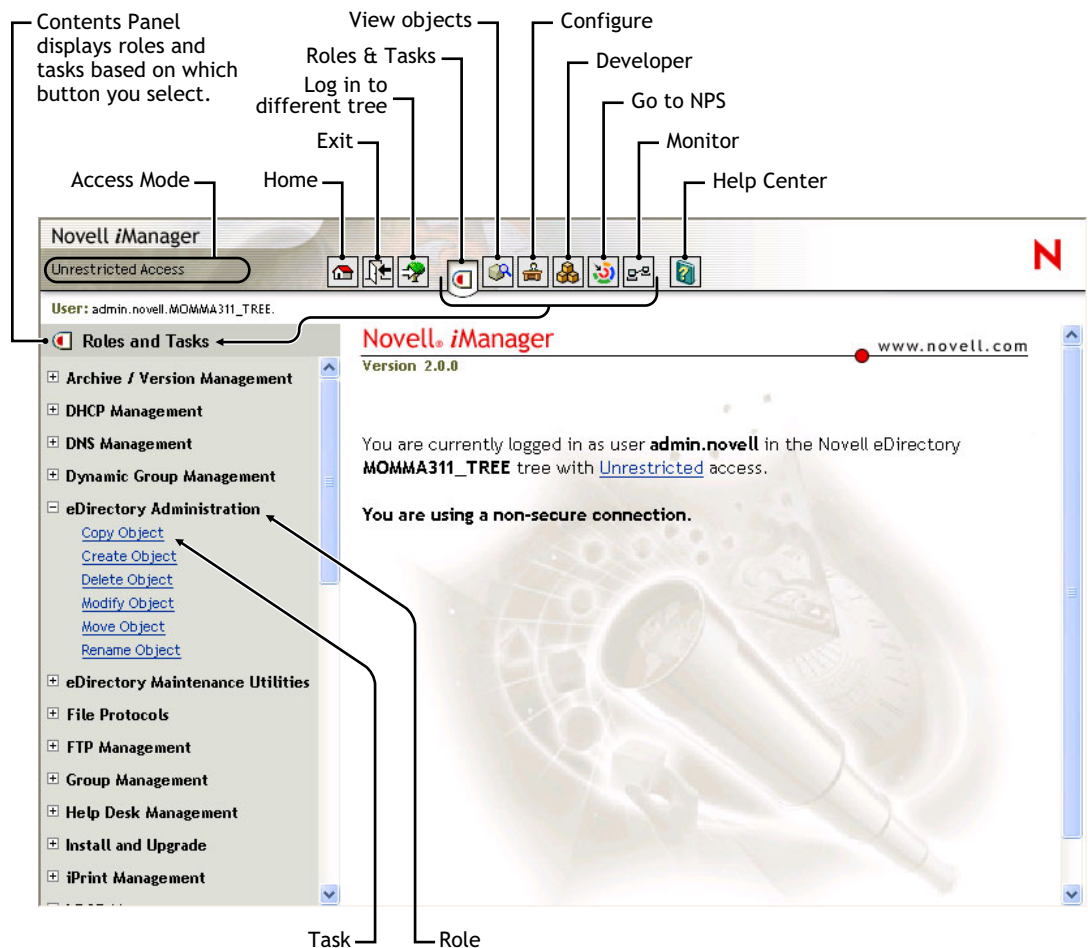 Contents Panel
displays roles and
tasks based on which
button you select.
View objects
Configure
Roles & Tasks
Developer
Log in to
different tree
Go to NPS
Exit
Monitor
Access Mode
Home
Help Center
Novell iManager
Unrestricted Access
N
User: admin.novell.MOMMA311_TREE.
Roles and Tasks
Archive / Version Management
DHCP Management
DNS Management
Dynamic Group Management
eDirectory Administration
Copy Object
Create Object
Delete Object
Modify Object
Move Object
Rename Object
eDirectory Maintenance Utilities
File Protocols
FTP Management
Group Management
Help Desk Management
Install and Upgrade
iPrint Management
Novell® iManager
www.novell.com
Version 2.0.0
You are currently logged in as user admin.novell in the Novell eDirectory
MOMMA311_TREE tree with Unrestricted access.
You are using a non-secure connection.
Task
Role